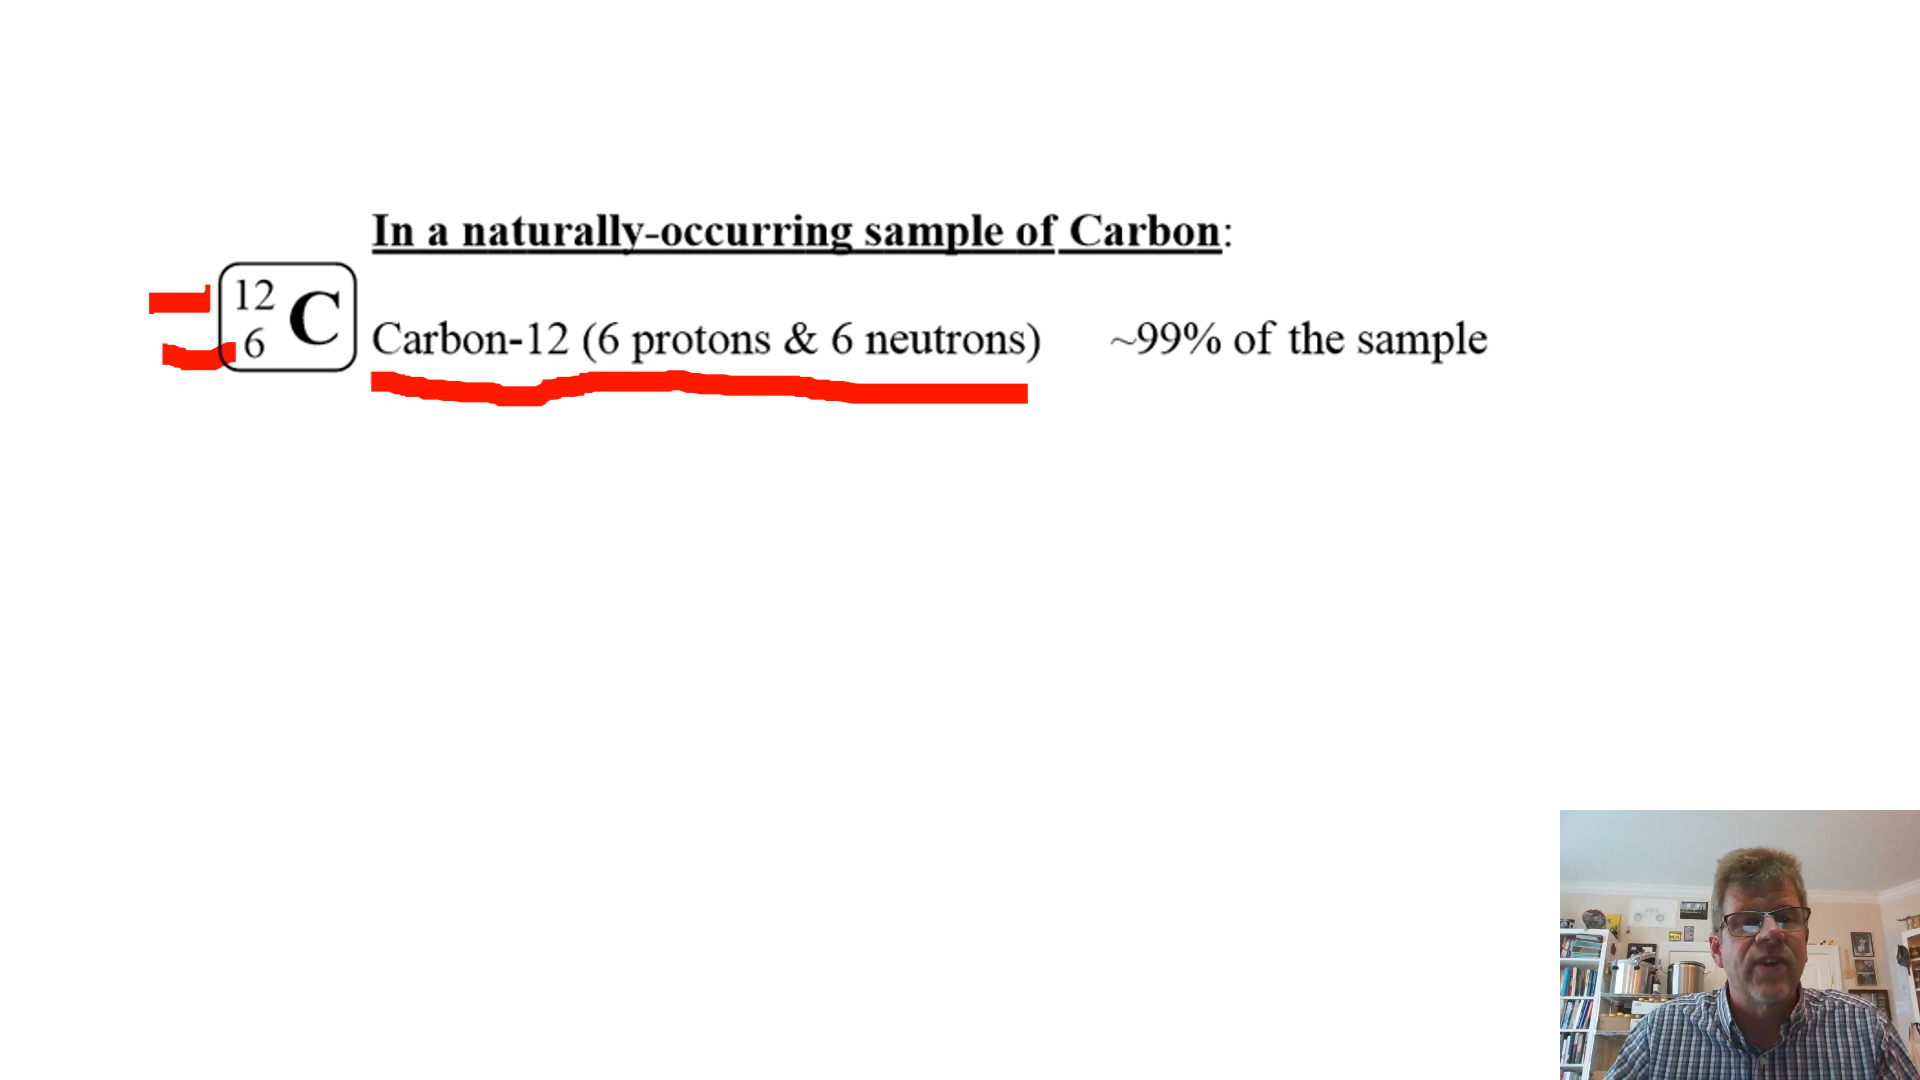 In a naturally-occurring sample of Carbon:
12
6 C
Carbon-12 (6 protons & 6 neutrons) ~99% of the sample